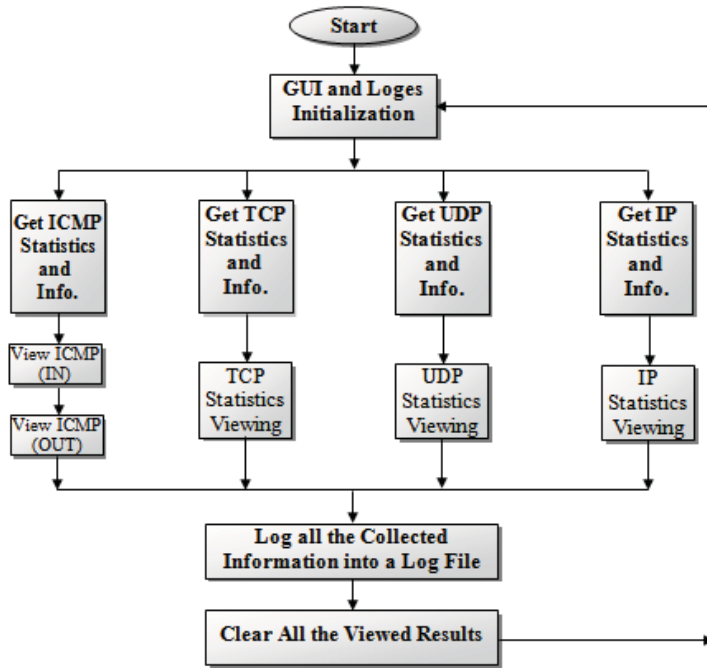 Start
GUI and Loges
Initialization
Get ICMP
Statistics
and
Info.
Get TCP
Statistics
and
Info.
Get UDP
Statistics
and
Info.
Get IP
Statistics
and
Info.
View ICMP
(IN)
View ICMP
(OUT)
TCP
Statistics
Viewing
UDP
Statistics
Viewing
IP
Statistics
Viewing
Log all the Collected
Information into a Log File
Clear All the Viewed Results